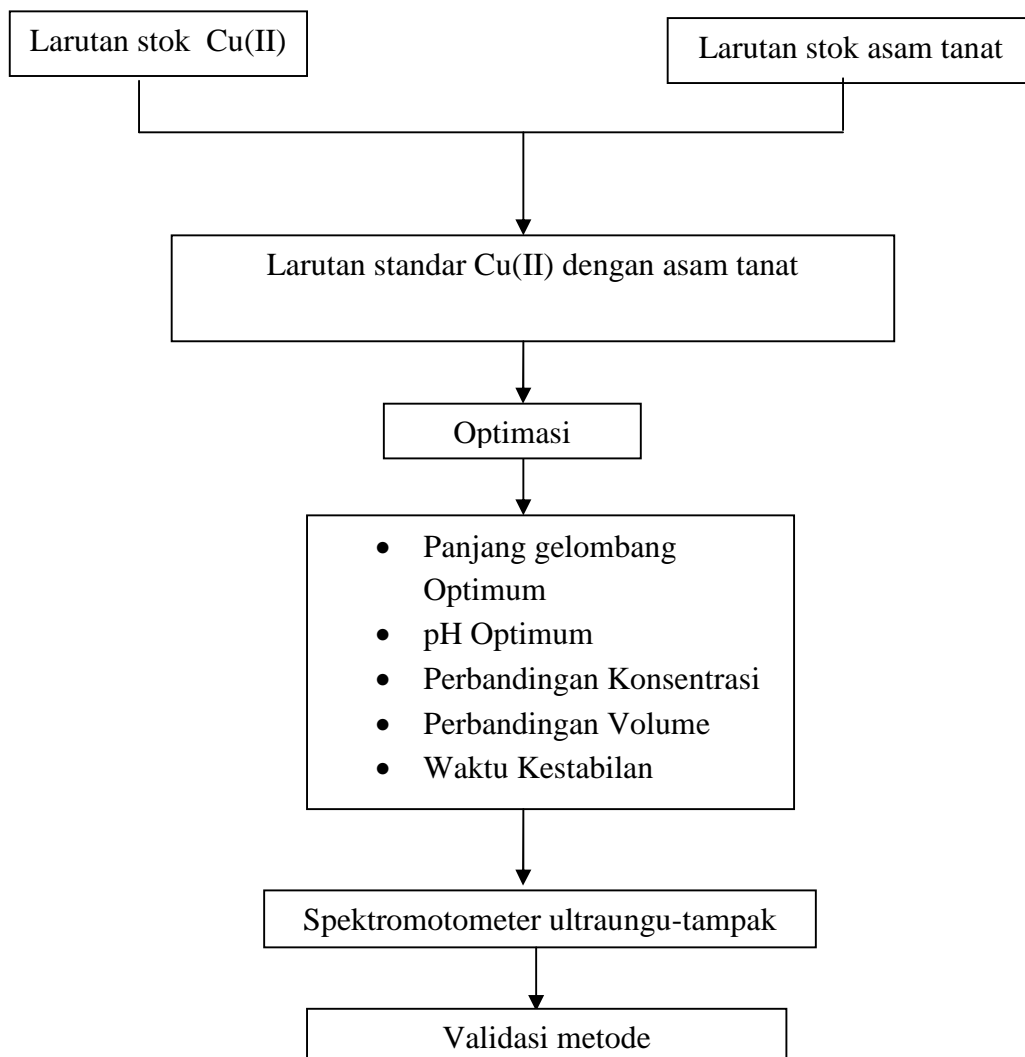 Larutan stok Cu(II)
Larutan stok asam tanat
Larutan standar Cu(II) dengan asam tanat
Optimasi
• Panjang gelombang
Optimum
• pH Optimum
• Perbandingan Konsentrasi
• Perbandingan Volume
• Waktu Kestabilan
Spektromotometer ultraungu-tampak
Validasi metode